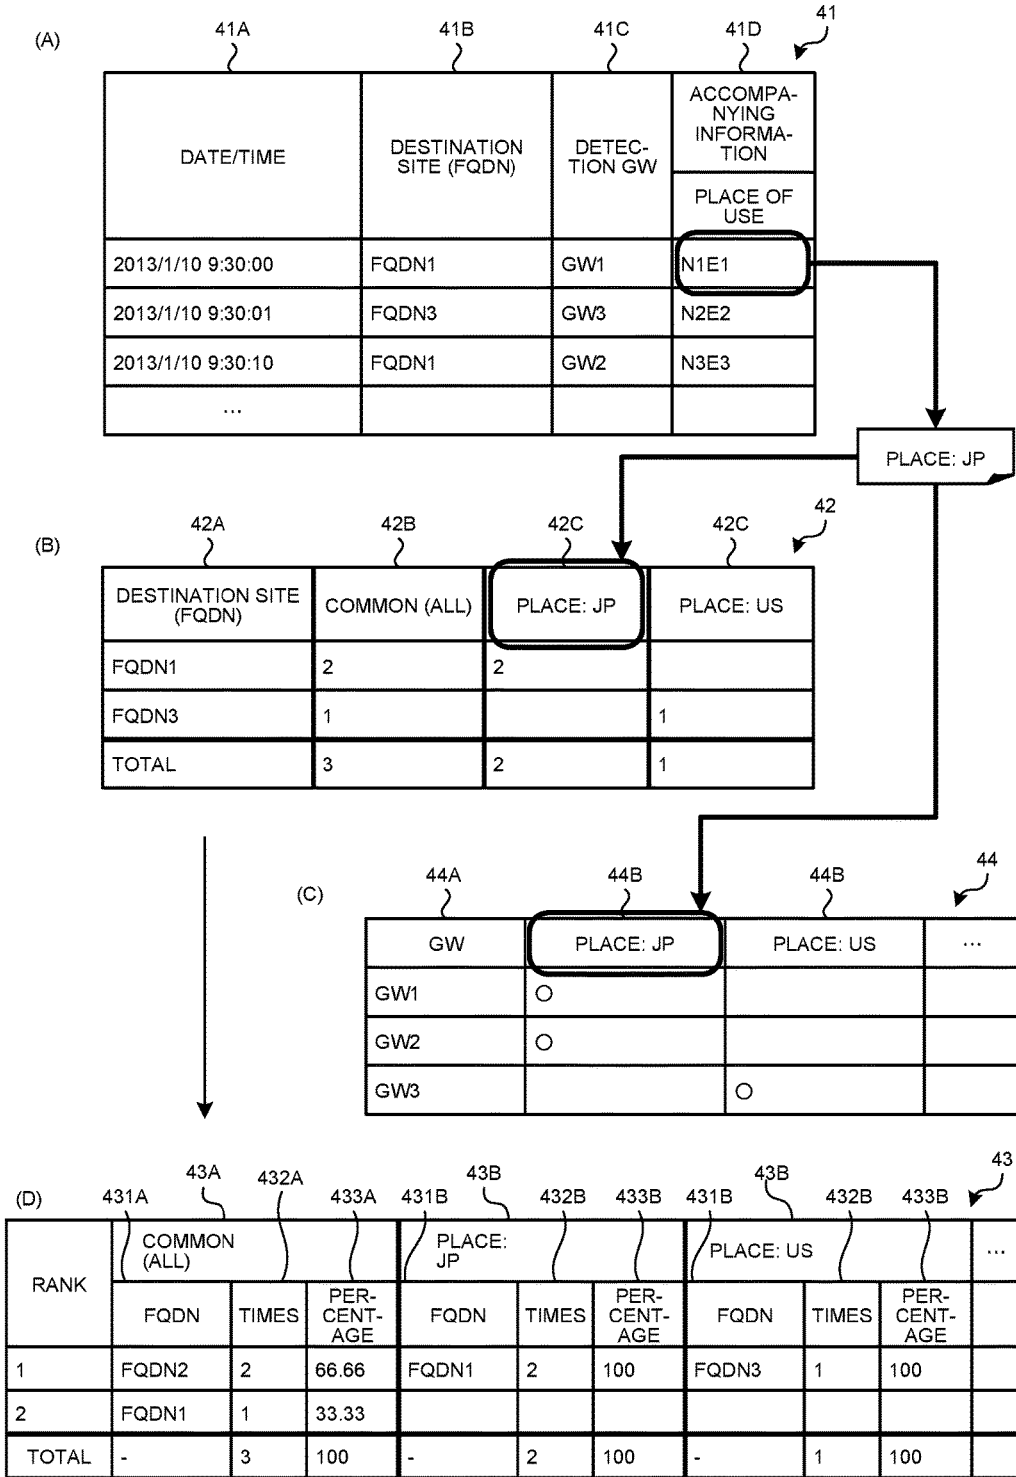 (A)
41A 41B 41C 41D 41
DATE/TIME
DESTINATION
SITE (FQDN)
DETEC-
TION GW
ACCOMPA-
NYING
INFORMA-
TION
PLACE OF
USE
2013/1/10 9:30:00 FQDN1 GW1 N1E1
2013/1/10 9:30:01 FQDN3 GW3 N2E2
2013/1/10 9:30:10 FQDN1 GW2 N3E3
...
PLACE: JP
(B)
42A 42B 42C 42C 42
DESTINATION SITE
(FQDN)
COMMON (ALL) PLACE: JP PLACE: US
FQDN1 2 2
FQDN3 1 1
TOTAL 3 2 1
(C)
44A 44B 44B 44
GW PLACE: JP PLACE: US ...
GW1 ○
GW2 ○
GW3 ○
(D)
431A 43A 432A 433A 431B 43B 432B 433B 431B 43B 432B 433B 43
RANK
COMMON
(ALL)
PLACE:
JP
PLACE: US
...
FQDN TIMES
PER-
CENT-
AGE
FQDN TIMES
PER-
CENT-
AGE
FQDN TIMES
PER-
CENT-
AGE
1 FQDN2 2 66.66 FQDN1 2 100 FQDN3 1 100
2 FQDN1 1 33.33
TOTAL - 3 100 - 2 100 - 1 100